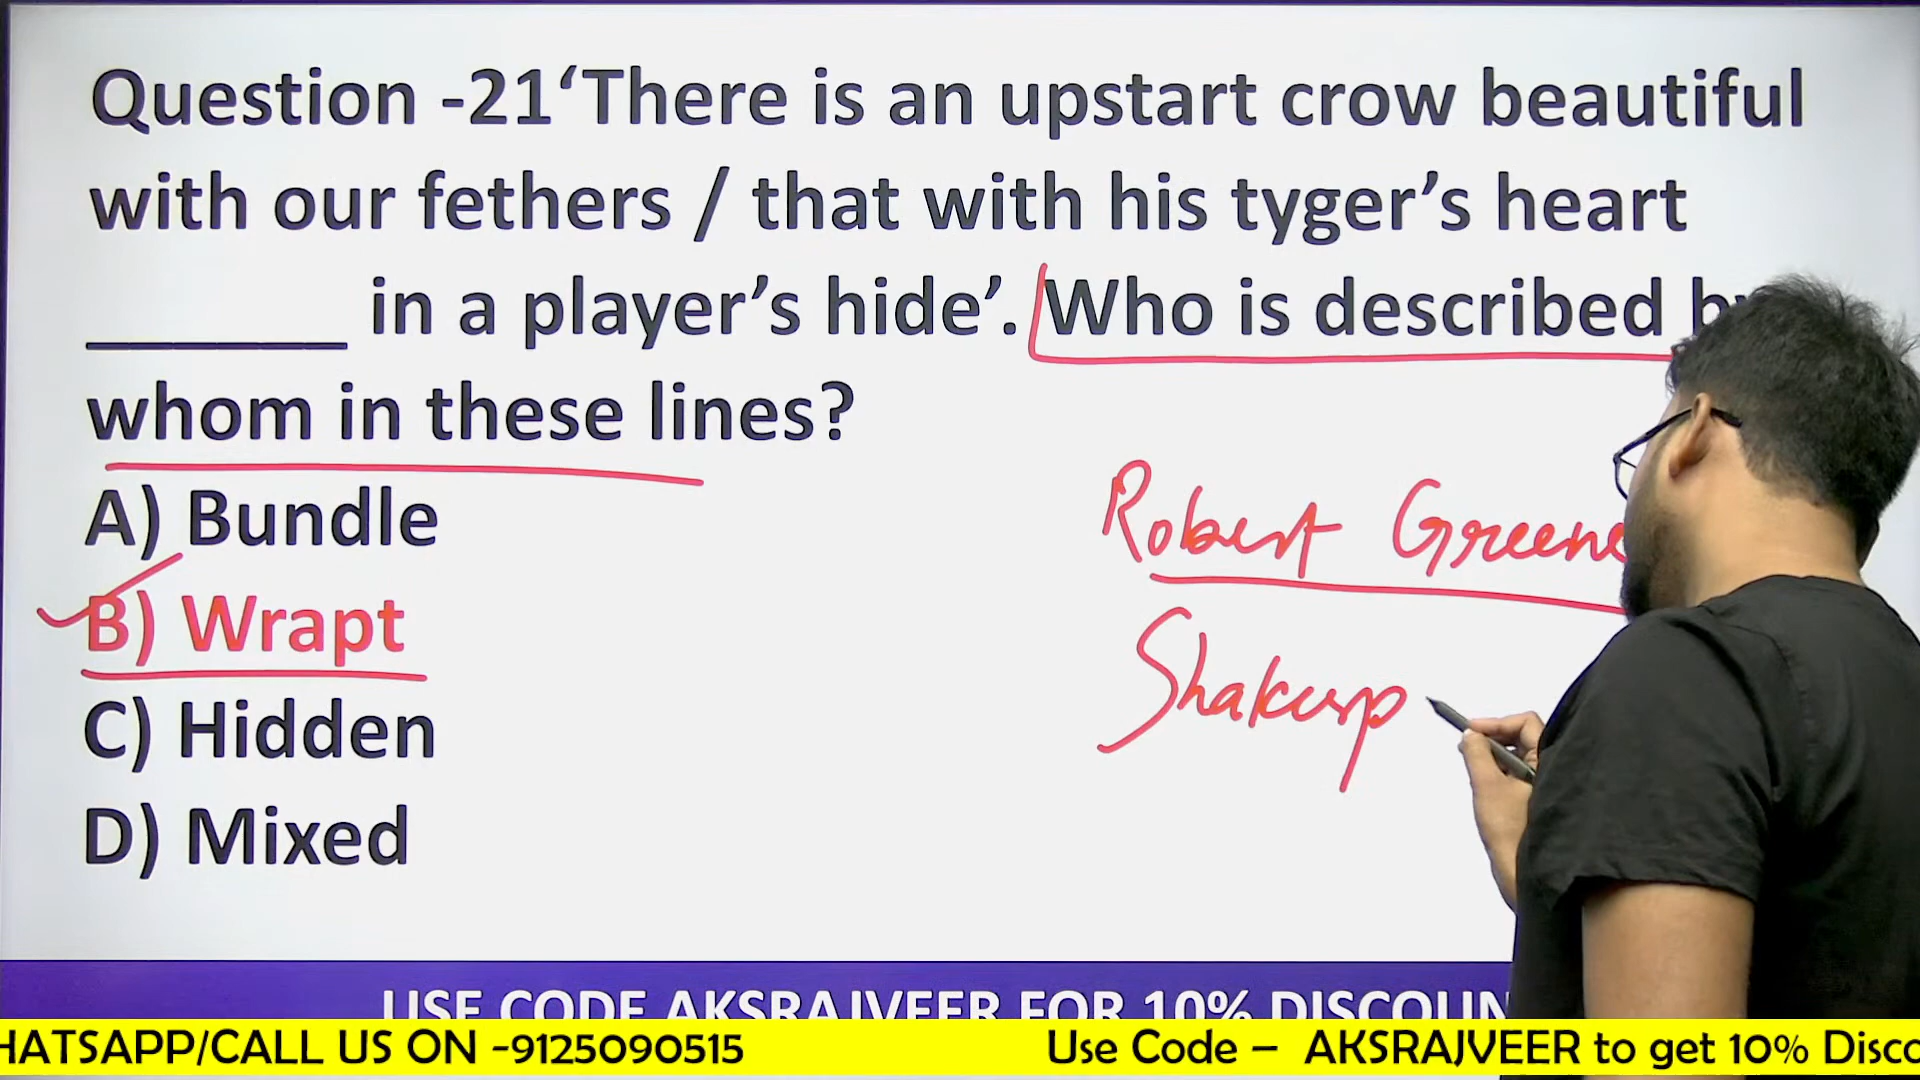 Question -21‘There is an upstart crow beautiful
with our fethers / that with his tyger’s heart
______ in a player’s hide’. Who is described
whom in these lines?
A) Bundle
B) Wrapt
C) Hidden
D) Mixed
Robert Greene
Shakesp
USE CODE AKSRAJVEER FOR 10% DISCOUN
HATSAPP/CALL US ON -9125090515 Use Code – AKSRAJVEER to get 10% Disco